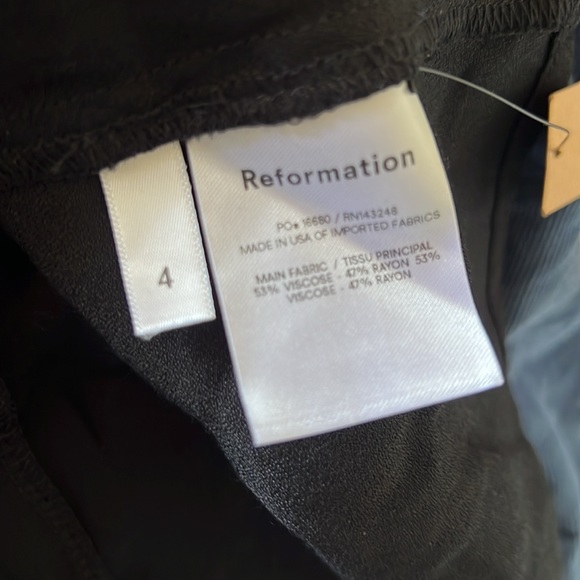 Reformation
PO# 16680 / RN143248
MADE IN USA OF IMPORTED FABRICS
MAIN FABRIC / TISSU PRINCIPAL
53% VISCOSE - 47% RAYON 53%
VISCOSE - 47% RAYON
4